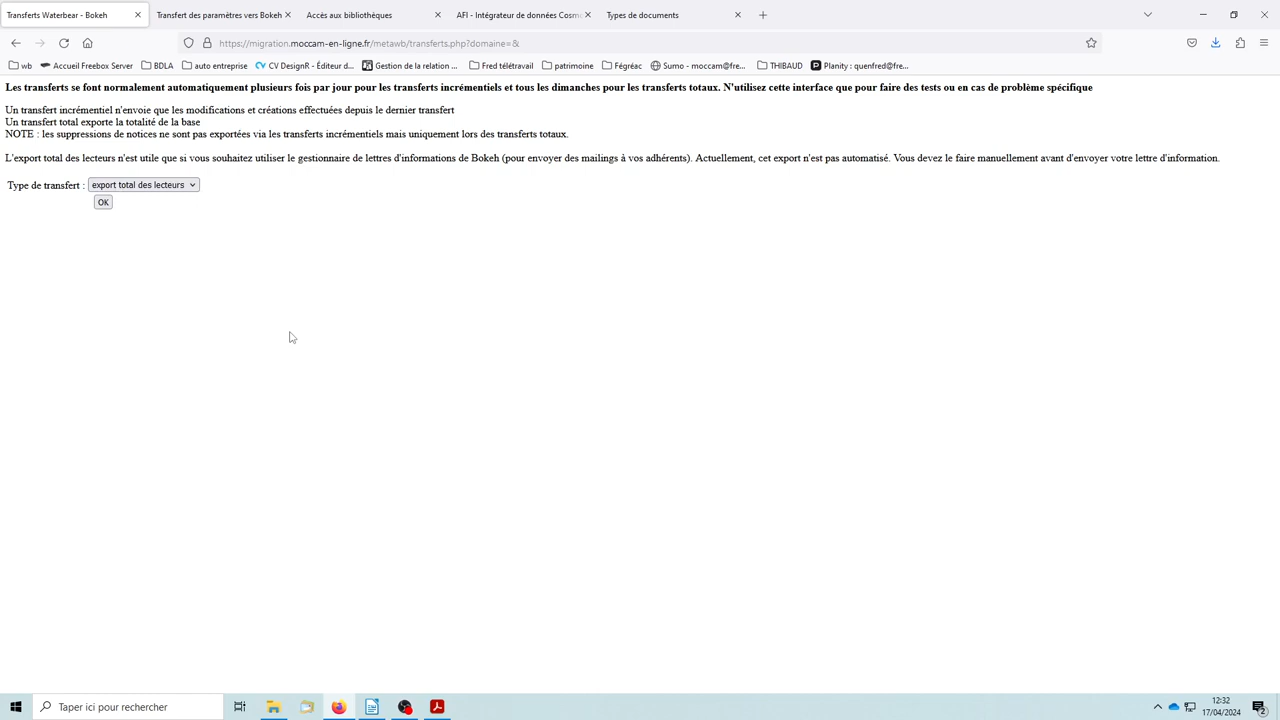 Transferts Waterbear - Bokeh
Transfert des paramètres vers Bokeh
Accès aux bibliothèques
AFI - Intégrateur de données Cosmo
Types de documents
https://migration.moccam-en-ligne.fr/metawb/transferts.php?domaine=&
wb
Accueil Freebox Server
BDLA
auto entreprise
CV DesignR - Éditeur d...
Gestion de la relation ...
Fred télétravail
patrimoine
Fégréac
Sumo - moccam@fre...
THIBAUD
Planity : quenfred@fre...
Les transferts se font normalement automatiquement plusieurs fois par jour pour les transferts incrémentiels et tous les dimanches pour les transferts totaux. N'utilisez cette interface que pour faire des tests ou en cas de problème spécifique
Un transfert incrémentiel n'envoie que les modifications et créations effectuées depuis le dernier transfert
Un transfert total exporte la totalité de la base
NOTE : les suppressions de notices ne sont pas exportées via les transferts incrémentiels mais uniquement lors des transferts totaux.
L'export total des lecteurs n'est utile que si vous souhaitez utiliser le gestionnaire de lettres d'informations de Bokeh (pour envoyer des mailings à vos adhérents). Actuellement, cet export n'est pas automatisé. Vous devez le faire manuellement avant d'envoyer votre lettre d'information.
Type de transfert : export total des lecteurs
OK
Taper ici pour rechercher
12:32
17/04/2024
2